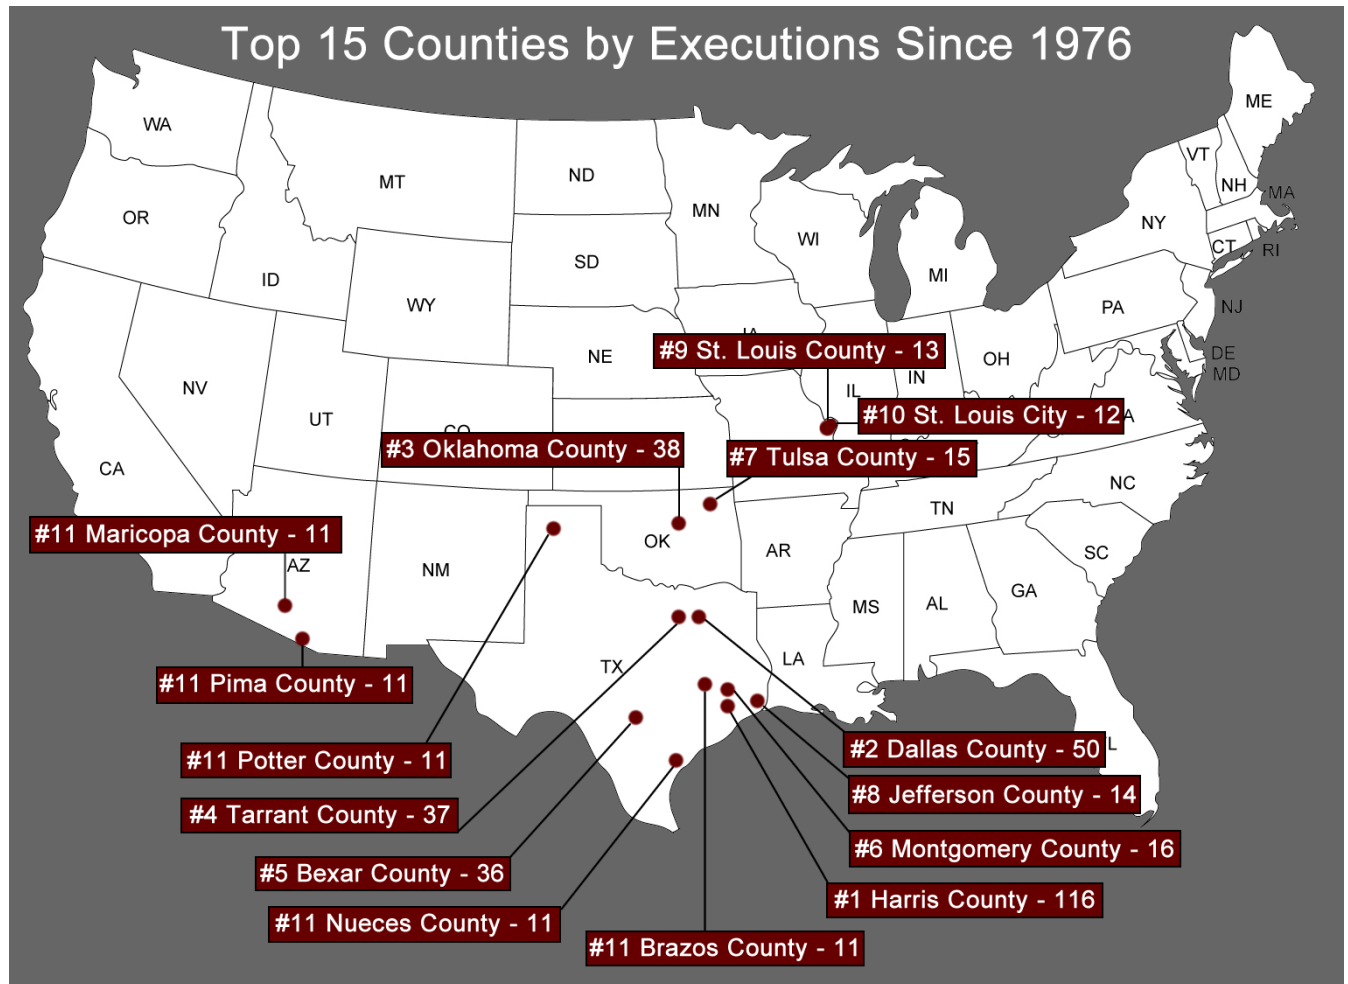 Top 15 Counties by Executions Since 1976
ME
WA
VT
MT
ND
NH
MA
OR
MN
NY
WI
CT
RI
SD
ID
MI
WY
PA
NJ
IA
#9 St. Louis County - 13
NE
OH
DE
MD
NV
IN
IL
UT
#10 St. Louis City - 12
A
CO
#3 Oklahoma County - 38
#7 Tulsa County - 15
CA
NC
TN
#11 Maricopa County - 11
OK
AR
SC
AZ
NM
GA
MS
AL
LA
TX
#11 Pima County - 11
#2 Dallas County - 50
L
#11 Potter County - 11
#8 Jefferson County - 14
#4 Tarrant County - 37
#6 Montgomery County - 16
#5 Bexar County - 36
#1 Harris County - 116
#11 Nueces County - 11
#11 Brazos County - 11